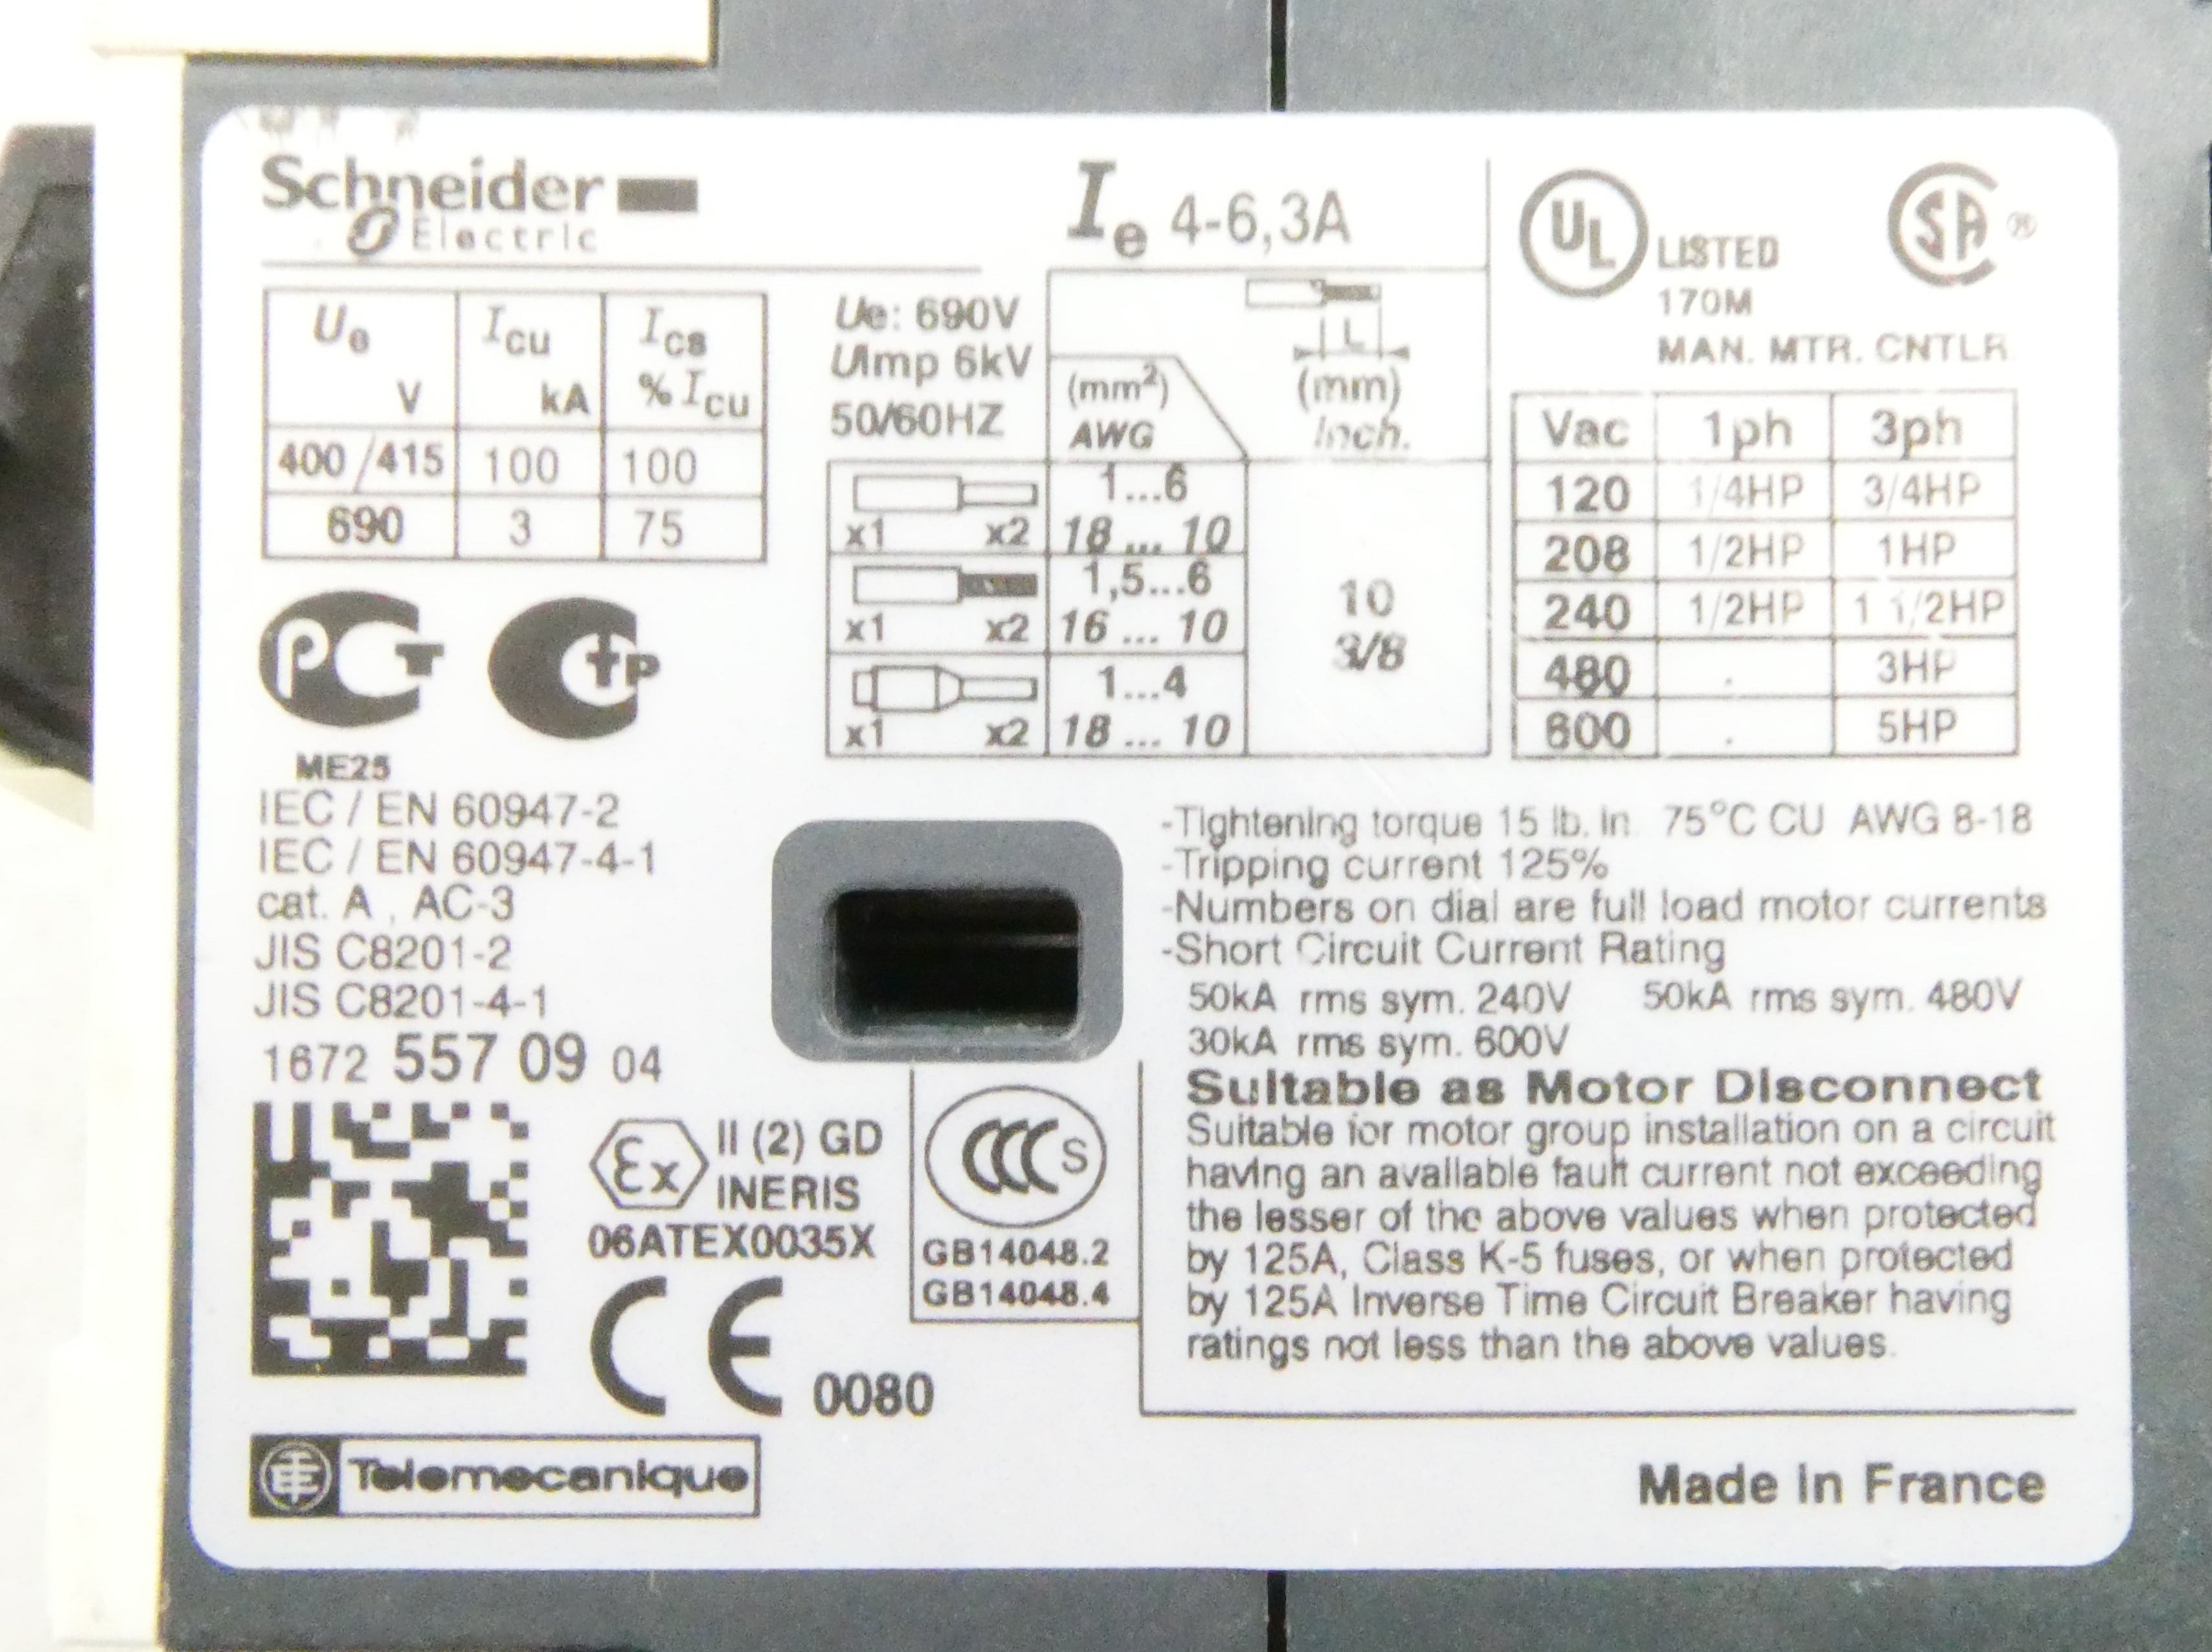 Schneider
Electric
Ie 4-6,3A
Ue Icu Ics
V kA % Icu
400/415 100 100
690 3 75
Ue: 690V
UImp 6kV
50/60HZ
(mm²)
AWG
L
(mm)
Inch.
x1 x2 1...6
18 ... 10
x1 x2 1,5...6
16 ... 10
x1 x2 1...4
18 ... 10
10
3/8
UL LISTED
SA ®
170M
MAN. MTR. CNTLR
Vac 1ph 3ph
120 1/4HP 3/4HP
208 1/2HP 1HP
240 1/2HP 1 1/2HP
480 . 3HP
600 . 5HP
PCT
Ctp
ME25
IEC / EN 60947-2
IEC / EN 60947-4-1
cat. A , AC-3
JIS C8201-2
JIS C8201-4-1
1672 557 09 04
Ex II (2) GD
INERIS
06ATEX0035X
CE 0080
CCC S
GB14048.2
GB14048.4
-Tightening torque 15 lb. in. 75°C CU AWG 8-18
-Tripping current 125%
-Numbers on dial are full load motor currents
-Short Circuit Current Rating
50kA rms sym. 240V 50kA rms sym. 480V
30kA rms sym. 600V
Suitable as Motor Disconnect
Suitable for motor group installation on a circuit
having an available fault current not exceeding
the lesser of the above values when protected
by 125A, Class K-5 fuses, or when protected
by 125A Inverse Time Circuit Breaker having
ratings not less than the above values.
Telemecanique
Made in France